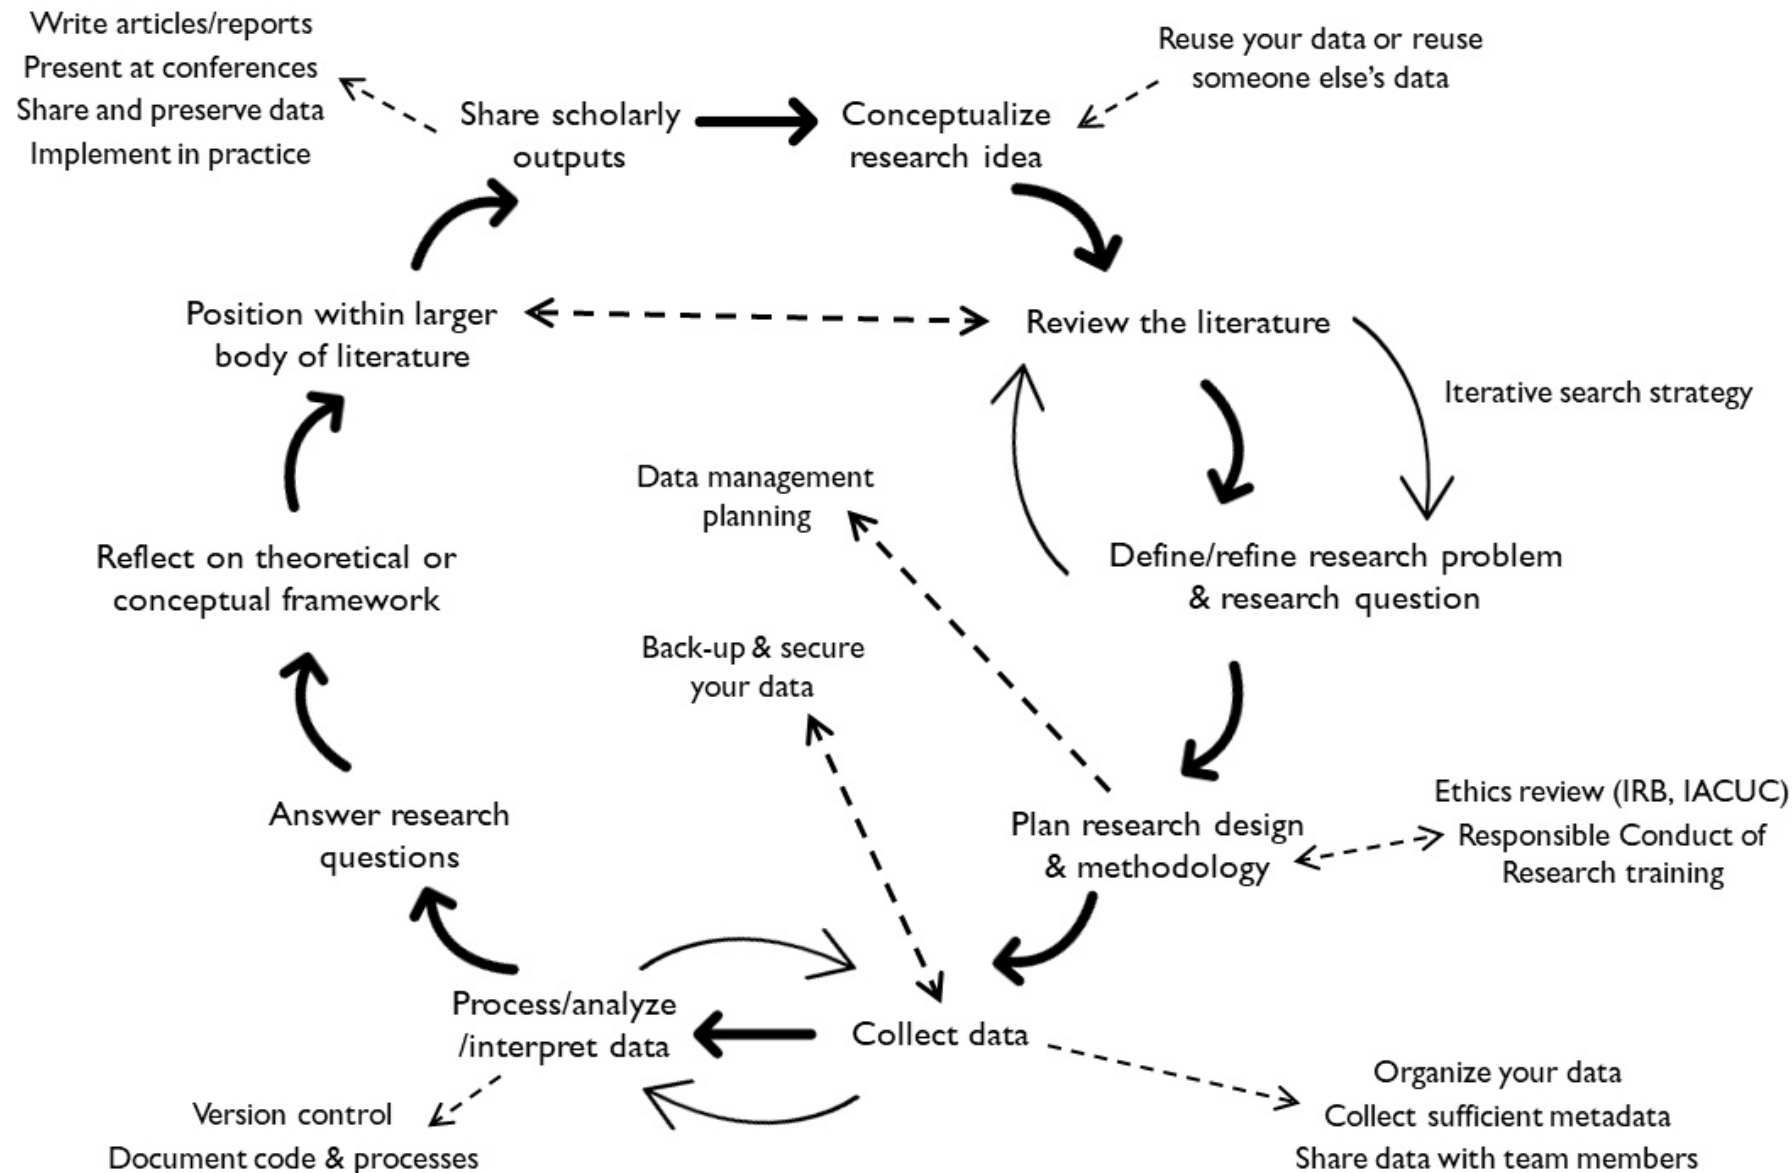 Write articles/reports
Present at conferences
Share and preserve data
Implement in practice
Share scholarly
outputs
Conceptualize
research idea
Reuse your data or reuse
someone else's data
Position within larger
body of literature
Review the literature
Iterative search strategy
Data management
planning
Reflect on theoretical or
conceptual framework
Define/refine research problem
& research question
Back-up & secure
your data
Answer research
questions
Plan research design
& methodology
Ethics review (IRB, IACUC)
Responsible Conduct of
Research training
Process/analyze
/interpret data
Collect data
Version control
Document code & processes
Organize your data
Collect sufficient metadata
Share data with team members